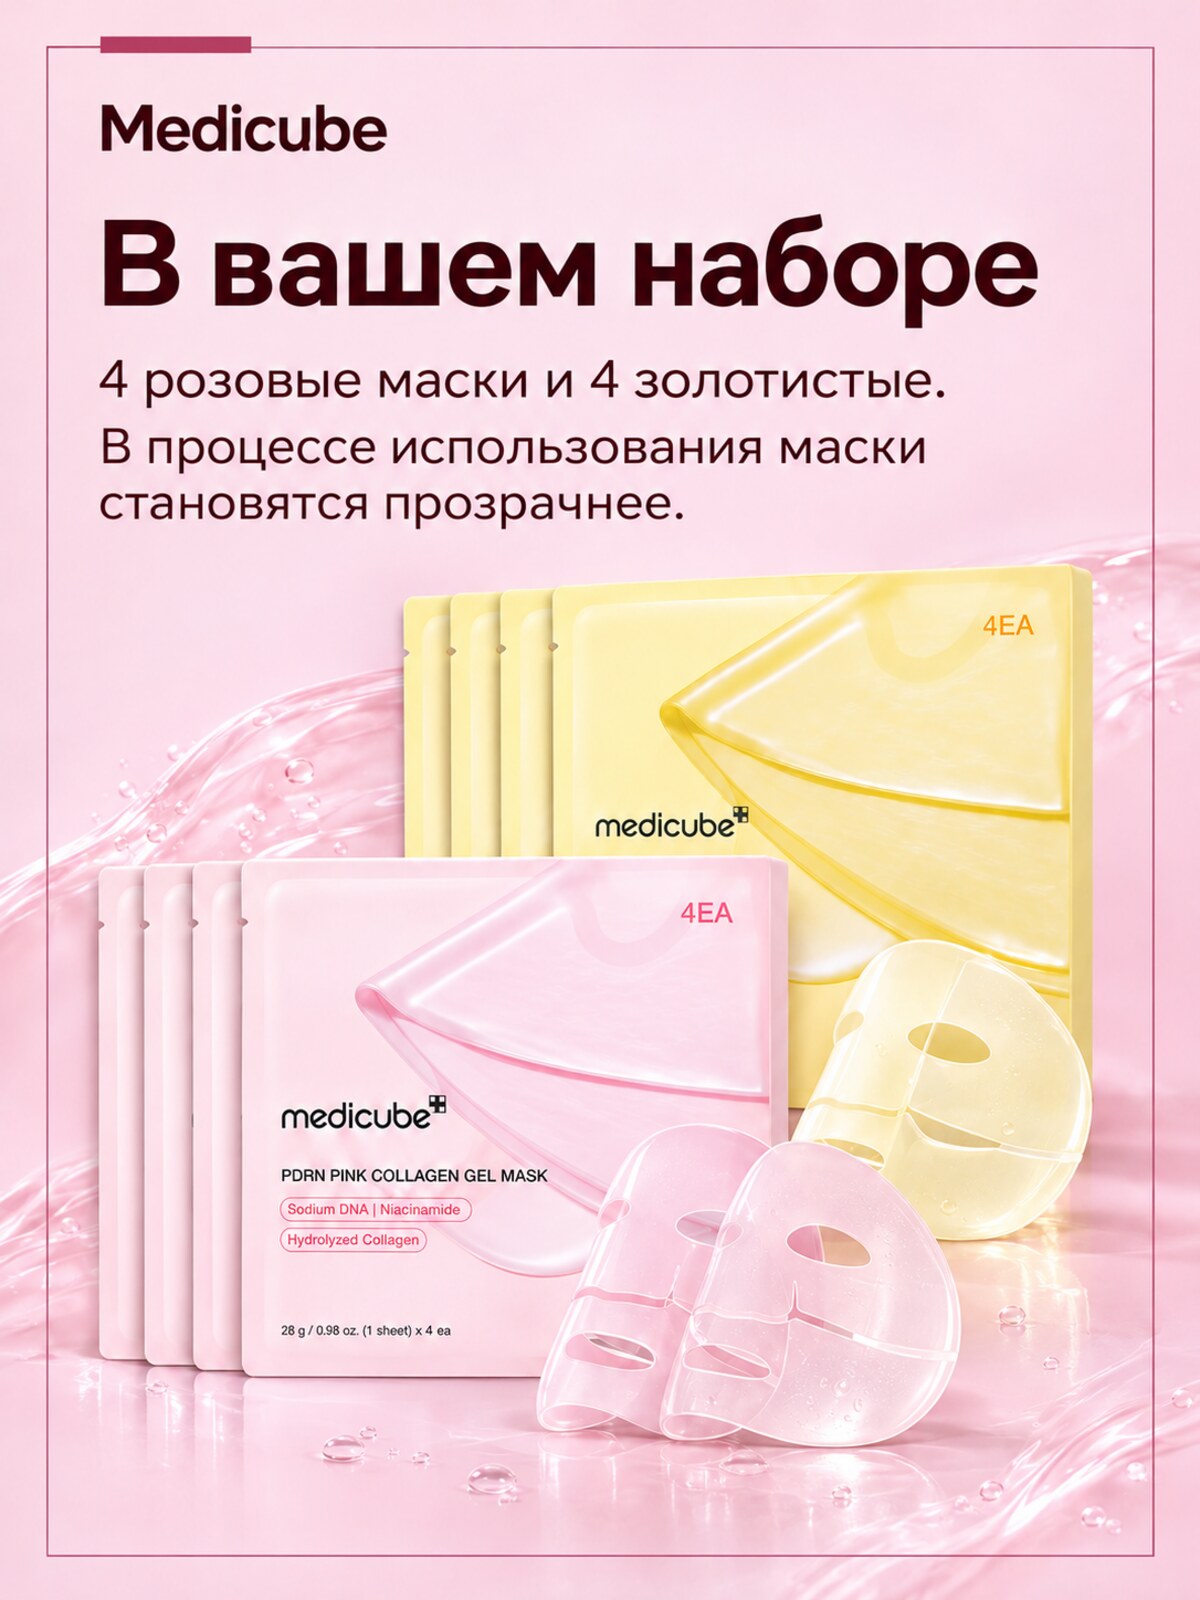 Medicube
В вашем наборе
4 розовые маски и 4 золотистые.
В процессе использования маски
становятся прозрачнее.
4EA
medicube
4EA
medicube
PDRN PINK COLLAGEN GEL MASK
Sodium DNA | Niacinamide
Hydrolyzed Collagen
28 g / 0.98 oz. (1 sheet) x 4 ea